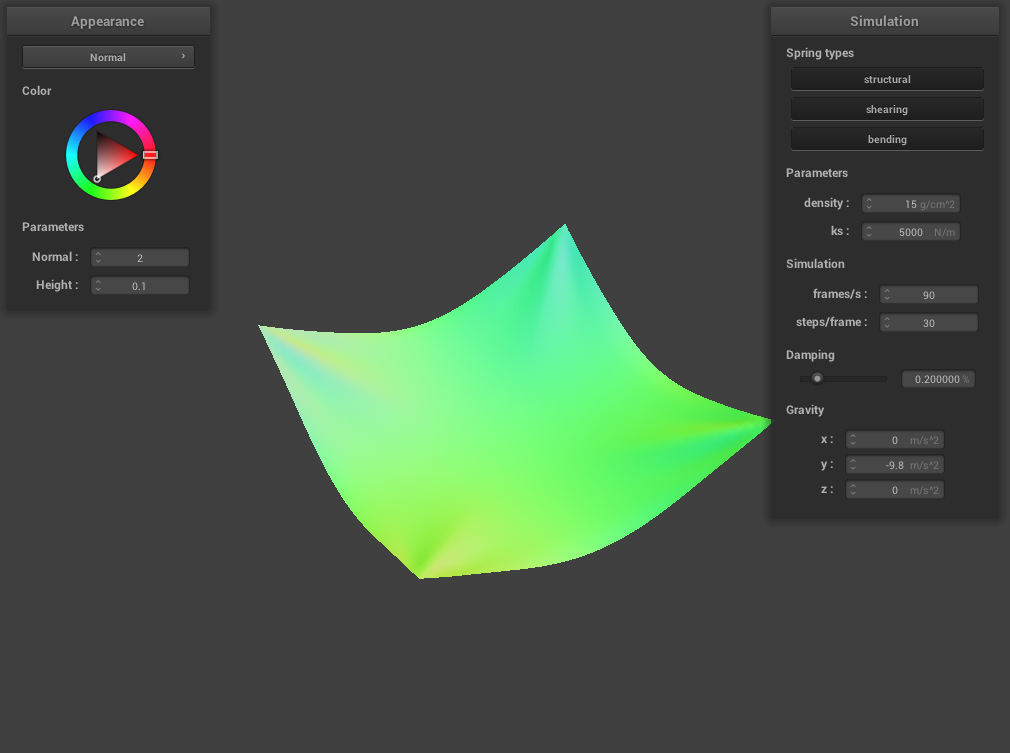 Appearance
Normal ›
Color
Parameters
Normal : 2
Height : 0.1
Simulation
Spring types
structural
shearing
bending
Parameters
density : 15 g/cm^2
ks : 5000 N/m
Simulation
frames/s : 90
steps/frame : 30
Damping
0.200000 %
Gravity
x : 0 m/s^2
y : -9.8 m/s^2
z : 0 m/s^2